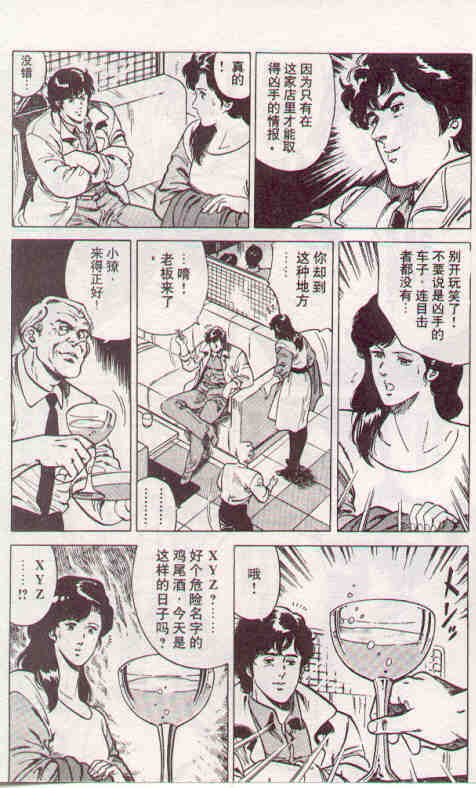 因为只有在
这家店里才能取
得凶手的情报．
真的
！
没错…
别开玩笑了！
不要说是凶手的
车子．连目击
者都没有…
你却到
这种地方
…唷！
老板来了
………
………
小獠．
来得正好！
哦！
XYZ？……
好个危险名字的
鸡尾酒．今天是
这样的日子吗？
XYZ
……!?